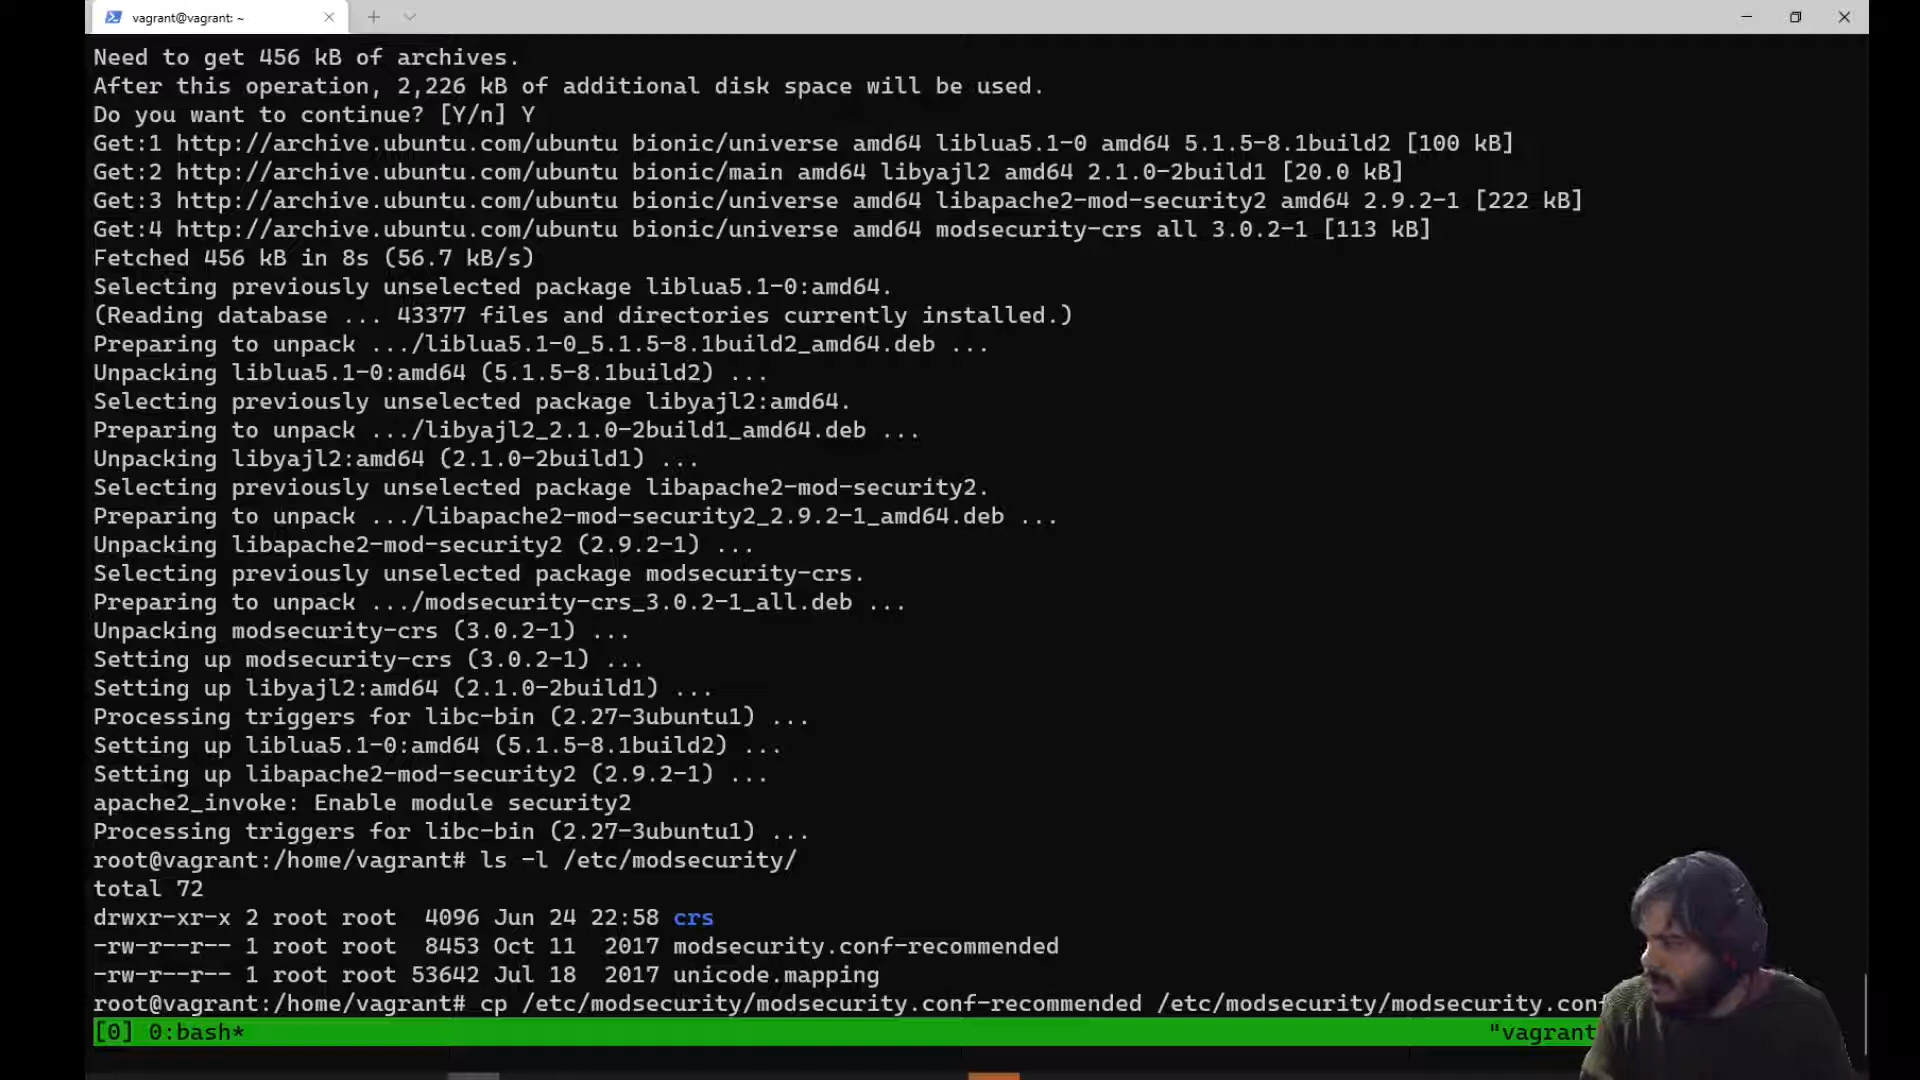 vagrant@vagrant: ~
Need to get 456 kB of archives.
After this operation, 2,226 kB of additional disk space will be used.
Do you want to continue? [Y/n] Y
Get:1 http://archive.ubuntu.com/ubuntu bionic/universe amd64 liblua5.1-0 amd64 5.1.5-8.1build2 [100 kB]
Get:2 http://archive.ubuntu.com/ubuntu bionic/main amd64 libyajl2 amd64 2.1.0-2build1 [20.0 kB]
Get:3 http://archive.ubuntu.com/ubuntu bionic/universe amd64 libapache2-mod-security2 amd64 2.9.2-1 [222 kB]
Get:4 http://archive.ubuntu.com/ubuntu bionic/universe amd64 modsecurity-crs all 3.0.2-1 [113 kB]
Fetched 456 kB in 8s (56.7 kB/s)
Selecting previously unselected package liblua5.1-0:amd64.
(Reading database ... 43377 files and directories currently installed.)
Preparing to unpack .../liblua5.1-0_5.1.5-8.1build2_amd64.deb ...
Unpacking liblua5.1-0:amd64 (5.1.5-8.1build2) ...
Selecting previously unselected package libyajl2:amd64.
Preparing to unpack .../libyajl2_2.1.0-2build1_amd64.deb ...
Unpacking libyajl2:amd64 (2.1.0-2build1) ...
Selecting previously unselected package libapache2-mod-security2.
Preparing to unpack .../libapache2-mod-security2_2.9.2-1_amd64.deb ...
Unpacking libapache2-mod-security2 (2.9.2-1) ...
Selecting previously unselected package modsecurity-crs.
Preparing to unpack .../modsecurity-crs_3.0.2-1_all.deb ...
Unpacking modsecurity-crs (3.0.2-1) ...
Setting up modsecurity-crs (3.0.2-1) ...
Setting up libyajl2:amd64 (2.1.0-2build1) ...
Processing triggers for libc-bin (2.27-3ubuntu1) ...
Setting up liblua5.1-0:amd64 (5.1.5-8.1build2) ...
Setting up libapache2-mod-security2 (2.9.2-1) ...
apache2_invoke: Enable module security2
Processing triggers for libc-bin (2.27-3ubuntu1) ...
root@vagrant:/home/vagrant# ls -l /etc/modsecurity/
total 72
drwxr-xr-x 2 root root  4096 Jun 24 22:58 crs
-rw-r--r-- 1 root root  8453 Oct 11  2017 modsecurity.conf-recommended
-rw-r--r-- 1 root root 53642 Jul 18  2017 unicode.mapping
root@vagrant:/home/vagrant# cp /etc/modsecurity/modsecurity.conf-recommended /etc/modsecurity/modsecurity.conf
[0] 0:bash* "vagrant